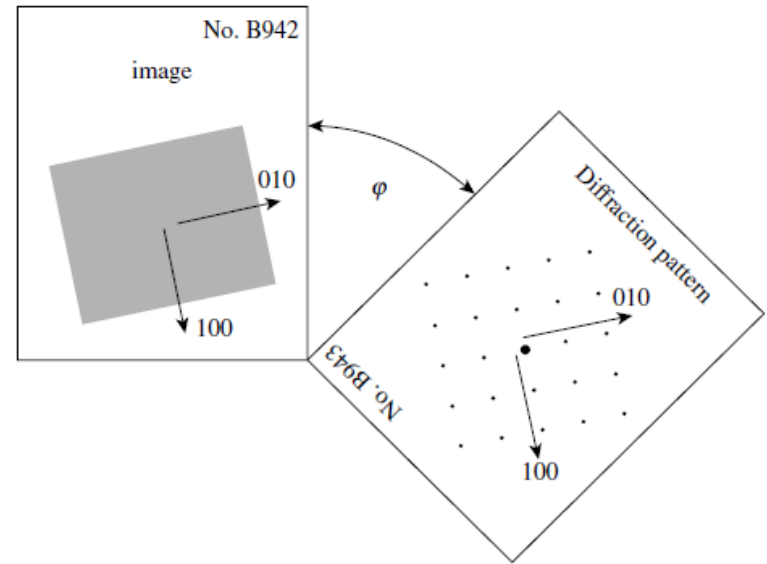 No. B942
image
010
100
φ
Diffraction pattern
010
No. B943
100